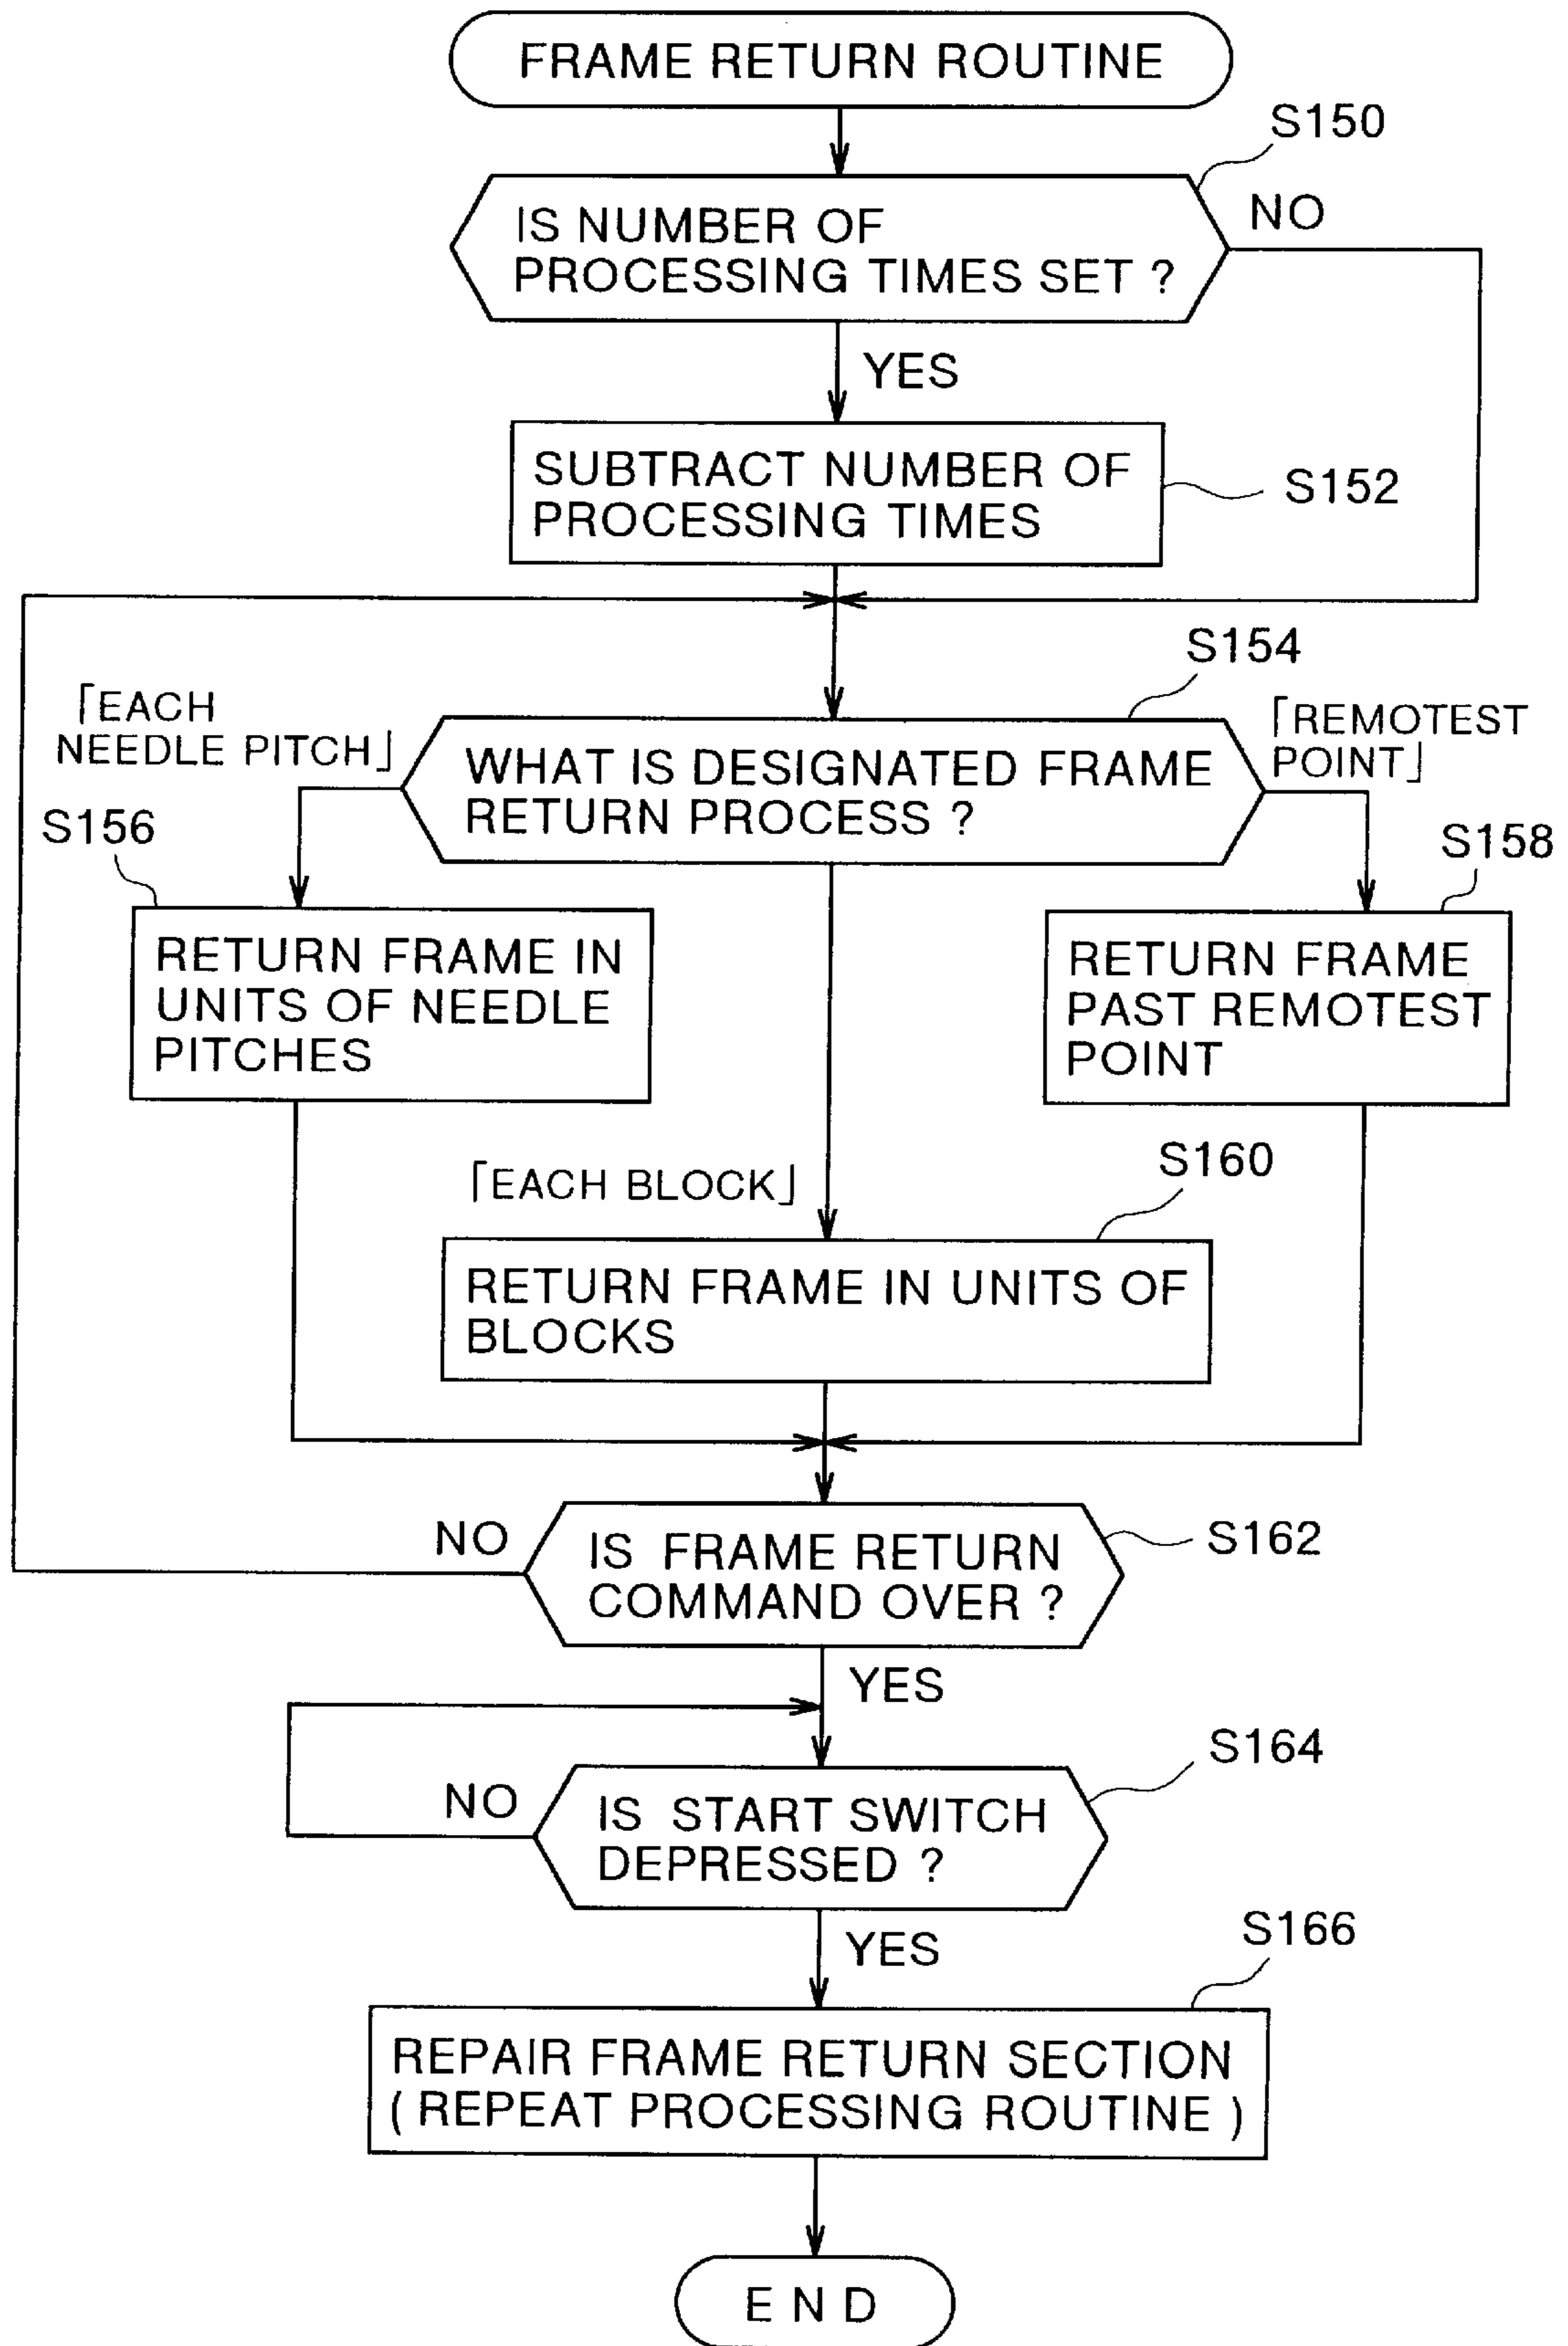 FRAME RETURN ROUTINE
S150
IS NUMBER OF
PROCESSING TIMES SET ?
NO
YES
SUBTRACT NUMBER OF
PROCESSING TIMES
S152
S154
「EACH
NEEDLE PITCH」
WHAT IS DESIGNATED FRAME
RETURN PROCESS ?
「REMOTEST
POINT」
S156
S158
RETURN FRAME IN
UNITS OF NEEDLE
PITCHES
RETURN FRAME
PAST REMOTEST
POINT
「EACH BLOCK」
S160
RETURN FRAME IN UNITS OF
BLOCKS
NO
IS FRAME RETURN
COMMAND OVER ?
S162
YES
S164
NO
IS START SWITCH
DEPRESSED ?
YES
S166
REPAIR FRAME RETURN SECTION
( REPEAT PROCESSING ROUTINE )
END